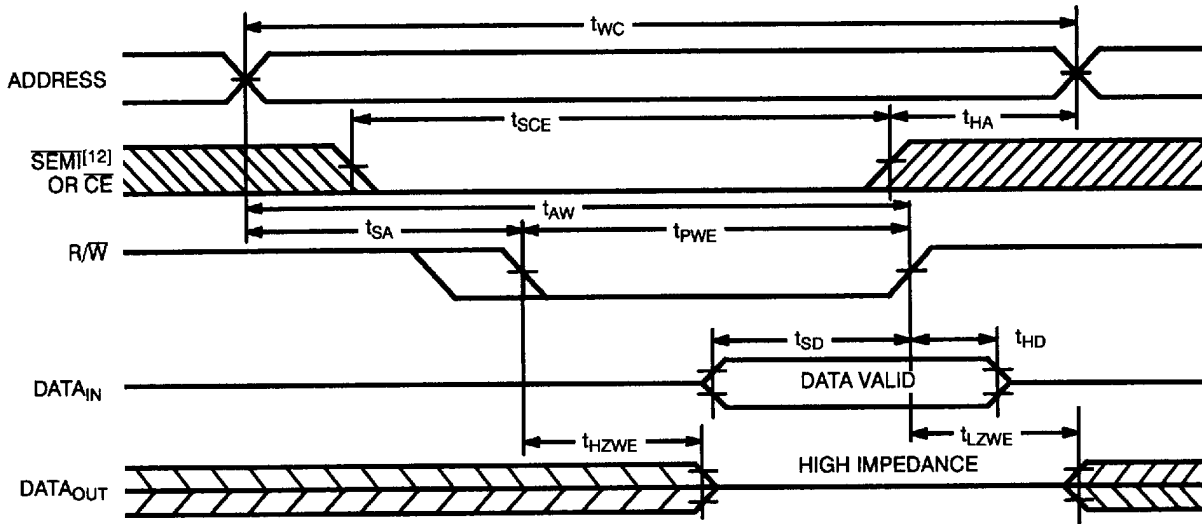 tWC
ADDRESS
tSCE
tHA
SEMI[12]
OR CE
tAW
tSA
tPWE
R/W
tSD
tHD
DATA VALID
DATAIN
tHZWE
tLZWE
HIGH IMPEDANCE
DATAOUT